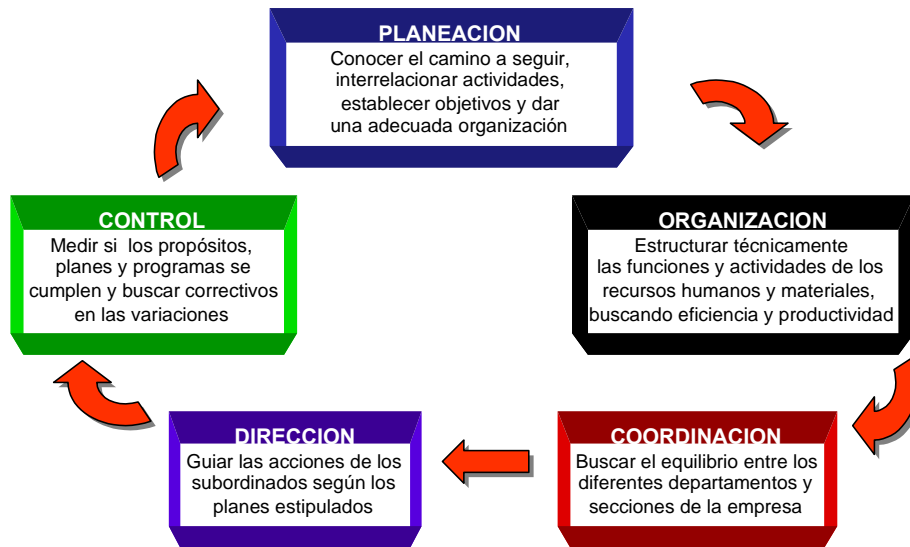 PLANEACION
Conocer el camino a seguir,
interrelacionar actividades,
establecer objetivos y dar
una adecuada organización
ORGANIZACION
Estructurar técnicamente
las funciones y actividades de los
recursos humanos y materiales,
buscando eficiencia y productividad
COORDINACION
Buscar el equilibrio entre los
diferentes departamentos y
secciones de la empresa
DIRECCION
Guiar las acciones de los
subordinados según los
planes estipulados
CONTROL
Medir si los propósitos,
planes y programas se
cumplen y buscar correctivos
en las variaciones